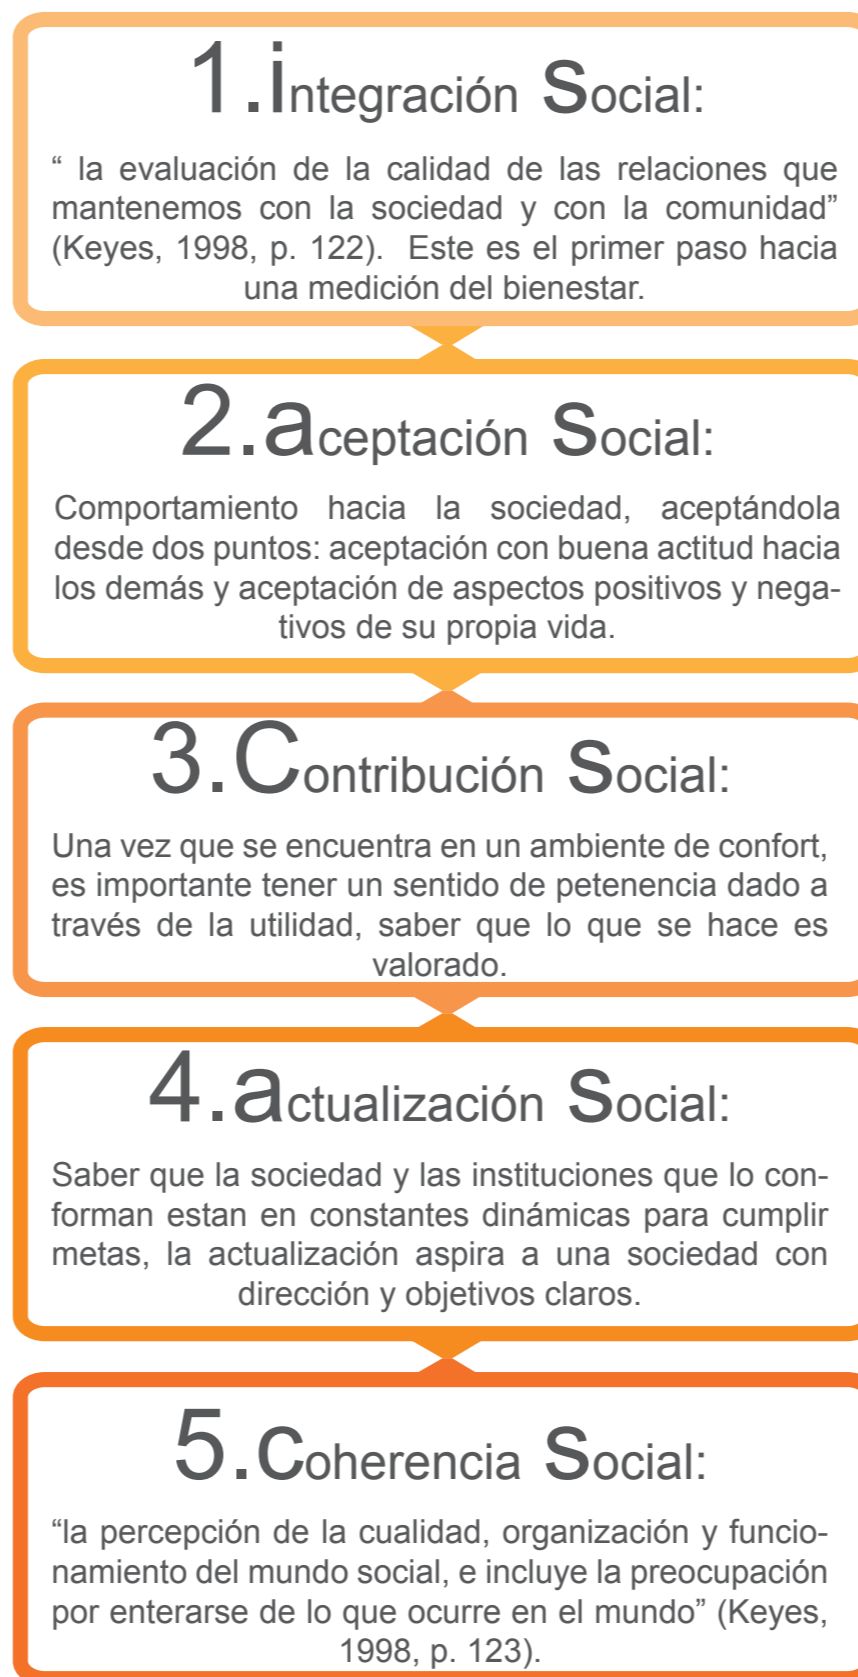 1.integración Social:
“ la evaluación de la calidad de las relaciones que
mantenemos con la sociedad y con la comunidad”
(Keyes, 1998, p. 122). Este es el primer paso hacia
una medición del bienestar.
2.aceptación Social:
Comportamiento hacia la sociedad, aceptándola
desde dos puntos: aceptación con buena actitud hacia
los demás y aceptación de aspectos positivos y nega-
tivos de su propia vida.
3.Contribución Social:
Una vez que se encuentra en un ambiente de confort,
es importante tener un sentido de petenencia dado a
través de la utilidad, saber que lo que se hace es
valorado.
4.actualización Social:
Saber que la sociedad y las instituciones que lo con-
forman estan en constantes dinámicas para cumplir
metas, la actualización aspira a una sociedad con
dirección y objetivos claros.
5.coherencia Social:
“la percepción de la cualidad, organización y funcio-
namiento del mundo social, e incluye la preocupación
por enterarse de lo que ocurre en el mundo” (Keyes,
1998, p. 123).